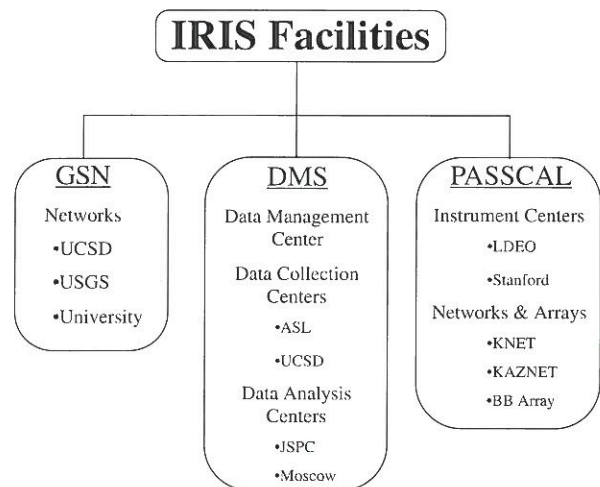 IRIS Facilities
GSN
Networks
•UCSD
•USGS
•University
DMS
Data Management
Center
Data Collection
Centers
•ASL
•UCSD
Data Analysis
Centers
•JSPC
•Moscow
PASSCAL
Instrument Centers
•LDEO
•Stanford
Networks & Arrays
•KNET
•KAZNET
•BB Array